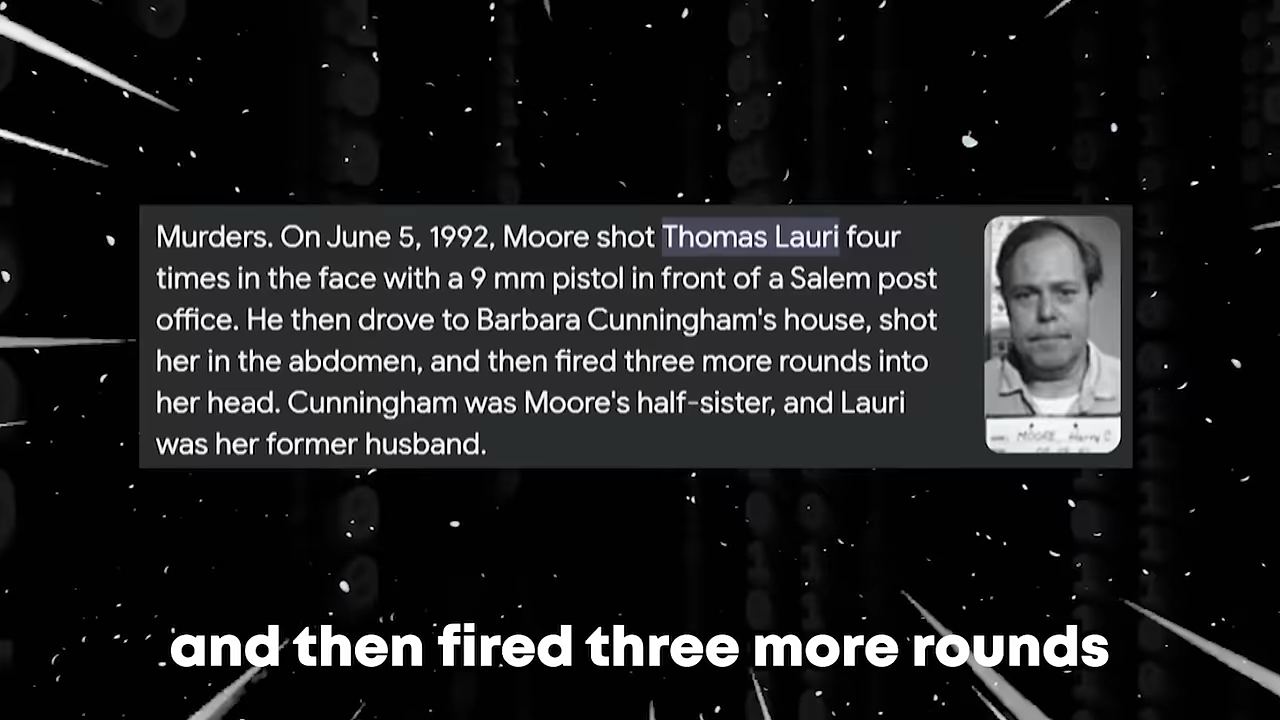 Murders. On June 5, 1992, Moore shot Thomas Lauri four
times in the face with a 9 mm pistol in front of a Salem post
office. He then drove to Barbara Cunningham's house, shot
her in the abdomen, and then fired three more rounds into
her head. Cunningham was Moore's half-sister, and Lauri
was her former husband.
MOORE Harry C
and then fired three more rounds